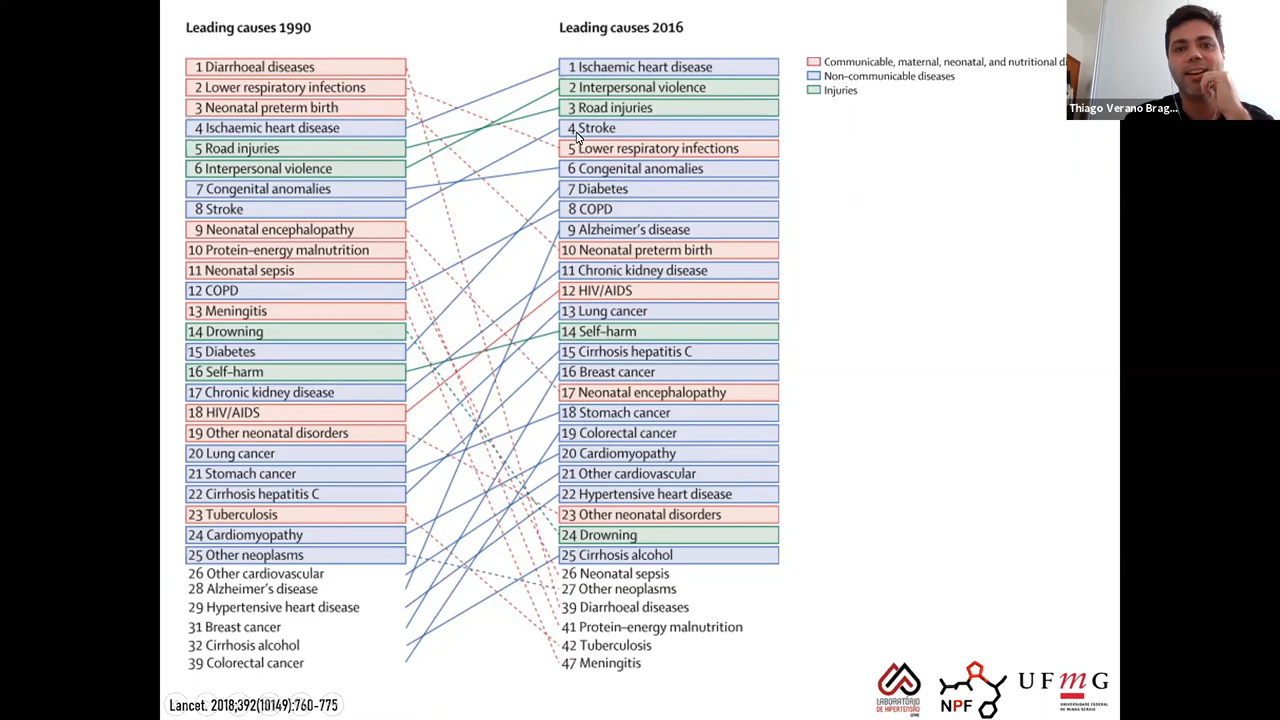 Leading causes 1990
1 Diarrhoeal diseases
2 Lower respiratory infections
3 Neonatal preterm birth
4 Ischaemic heart disease
5 Road injuries
6 Interpersonal violence
7 Congenital anomalies
8 Stroke
9 Neonatal encephalopathy
10 Protein–energy malnutrition
11 Neonatal sepsis
12 COPD
13 Meningitis
14 Drowning
15 Diabetes
16 Self-harm
17 Chronic kidney disease
18 HIV/AIDS
19 Other neonatal disorders
20 Lung cancer
21 Stomach cancer
22 Cirrhosis hepatitis C
23 Tuberculosis
24 Cardiomyopathy
25 Other neoplasms
26 Other cardiovascular
28 Alzheimer's disease
29 Hypertensive heart disease
31 Breast cancer
32 Cirrhosis alcohol
39 Colorectal cancer
Leading causes 2016
1 Ischaemic heart disease
2 Interpersonal violence
3 Road injuries
4 Stroke
5 Lower respiratory infections
6 Congenital anomalies
7 Diabetes
8 COPD
9 Alzheimer's disease
10 Neonatal preterm birth
11 Chronic kidney disease
12 HIV/AIDS
13 Lung cancer
14 Self-harm
15 Cirrhosis hepatitis C
16 Breast cancer
17 Neonatal encephalopathy
18 Stomach cancer
19 Colorectal cancer
20 Cardiomyopathy
21 Other cardiovascular
22 Hypertensive heart disease
23 Other neonatal disorders
24 Drowning
25 Cirrhosis alcohol
26 Neonatal sepsis
27 Other neoplasms
39 Diarrhoeal diseases
41 Protein–energy malnutrition
42 Tuberculosis
47 Meningitis
Communicable, maternal, neonatal, and nutritional
Non-communicable diseases
Injuries
Thiago Verano Brag...
Lancet. 2018;392(10149):760-775
LABORATÓRIO
DE HIPERTENSÃO
UFMG
NPF
UFMG
UNIVERSIDADE FEDERAL
DE MINAS GERAIS